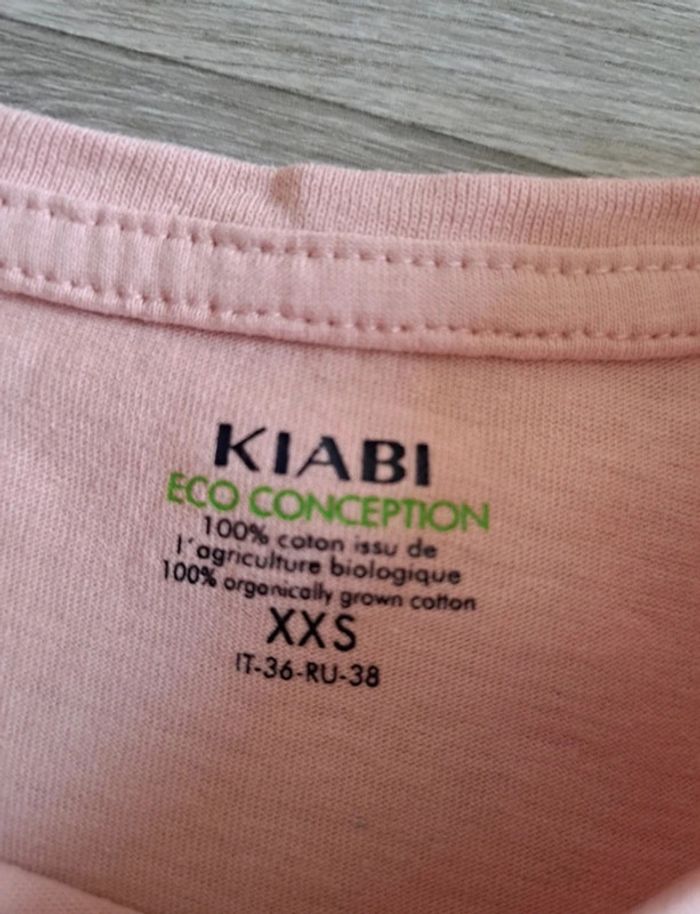 KIABI
ECO CONCEPTION
100% coton issu de
l'agriculture biologique
100% organically grown cotton
XXS
IT-36-RU-38